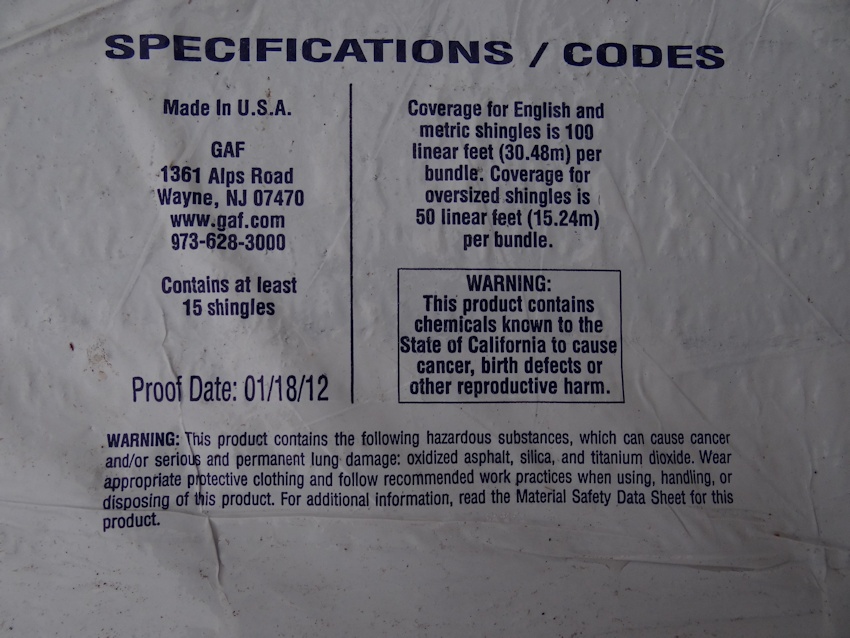 SPECIFICATIONS / CODES
Made In U.S.A.
GAF
1361 Alps Road
Wayne, NJ 07470
www.gaf.com
973-628-3000
Contains at least
15 shingles
Proof Date: 01/18/12
Coverage for English and
metric shingles is 100
linear feet (30.48m) per
bundle. Coverage for
oversized shingles is
50 linear feet (15.24m)
per bundle.
WARNING:
This product contains
chemicals known to the
State of California to cause
cancer, birth defects or
other reproductive harm.
WARNING: This product contains the following hazardous substances, which can cause cancer
and/or serious and permanent lung damage: oxidized asphalt, silica, and titanium dioxide. Wear
appropriate protective clothing and follow recommended work practices when using, handling, or
disposing of this product. For additional information, read the Material Safety Data Sheet for this
product.